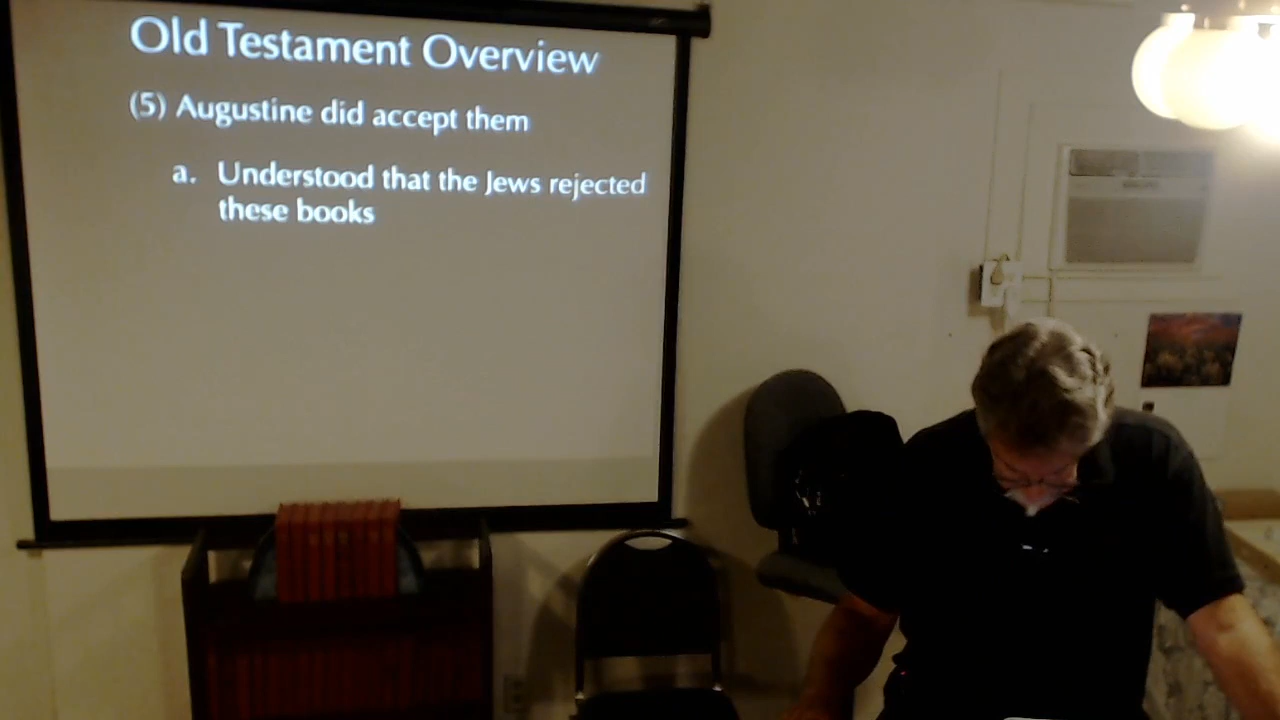 Old Testament Overview
(5) Augustine did accept them
a. Understood that the Jews rejected
these books